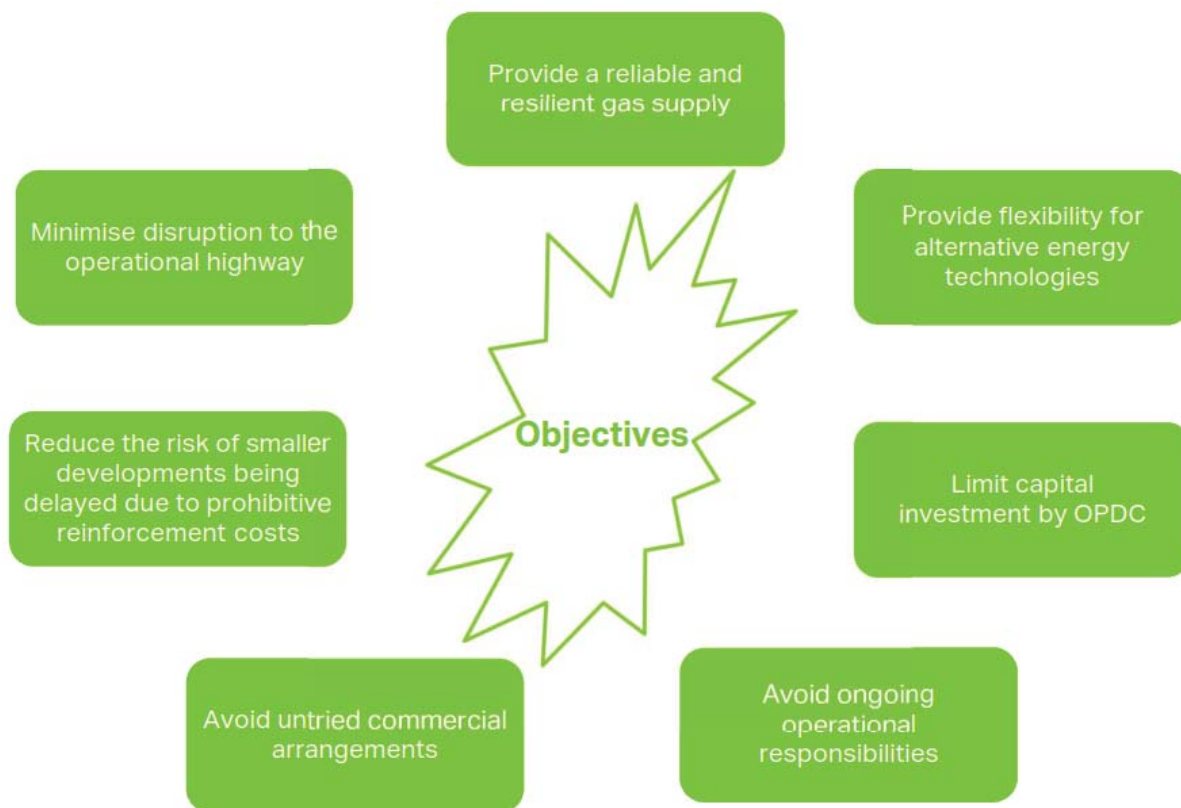 Provide a reliable and
resilient gas supply
Minimise disruption to the
operational highway
Provide flexibility for
alternative energy
technologies
Objectives
Reduce the risk of smaller
developments being
delayed due to prohibitive
reinforcement costs
Limit capital
investment by OPDC
Avoid untried commercial
arrangements
Avoid ongoing
operational
responsibilities